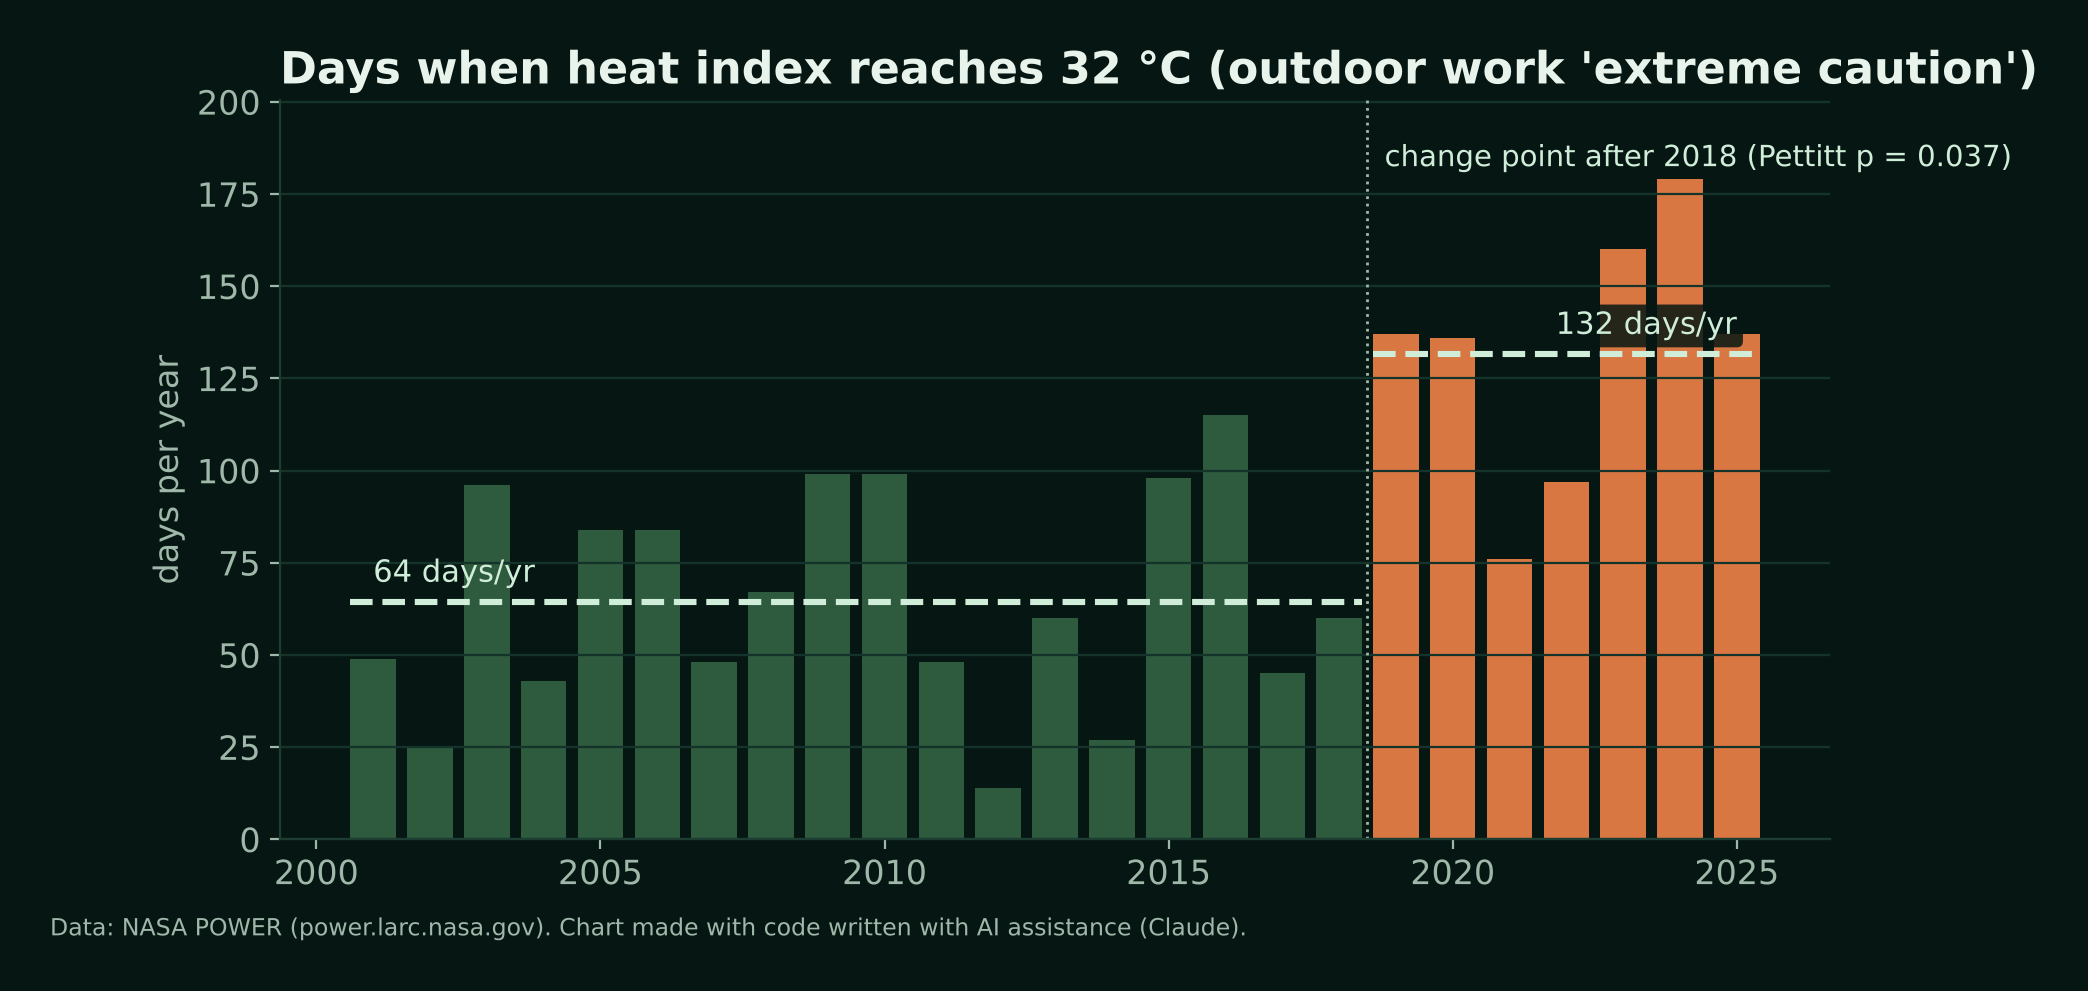 Days when heat index reaches 32 °C (outdoor work 'extreme caution')
200
change point after 2018 (Pettitt p = 0.037)
175
150
132 days/yr
125
days per year
100
64 days/yr
75
50
25
0
2000 2005 2010 2015 2020 2025
Data: NASA POWER (power.larc.nasa.gov). Chart made with code written with AI assistance (Claude).